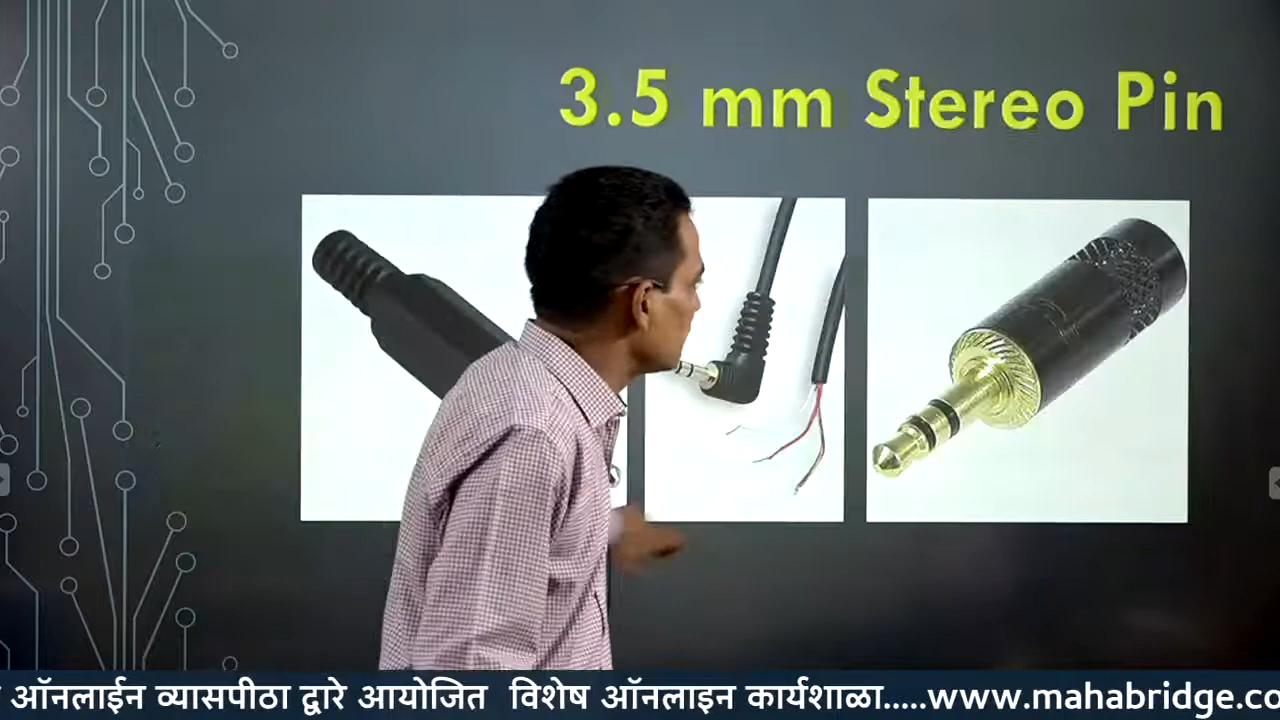 3.5 mm Stereo Pin
ऑनलाईन व्यासपीठा द्वारे आयोजित विशेष ऑनलाइन कार्यशाळा.....www.mahabridge.co